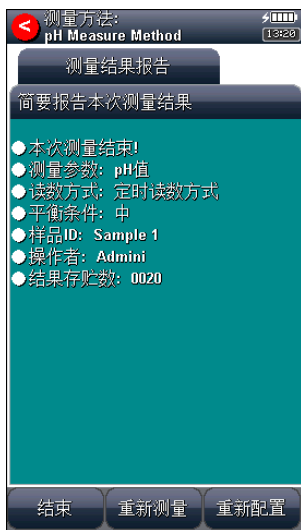 测量方法:
pH Measure Method
13:20
测量结果报告
简要报告本次测量结果
本次测量结束!
测量参数: pH值
读数方式: 定时读数方式
平衡条件: 中
样品ID: Sample 1
操作者: Admini
结果存贮数: 0020
结束
重新测量
重新配置